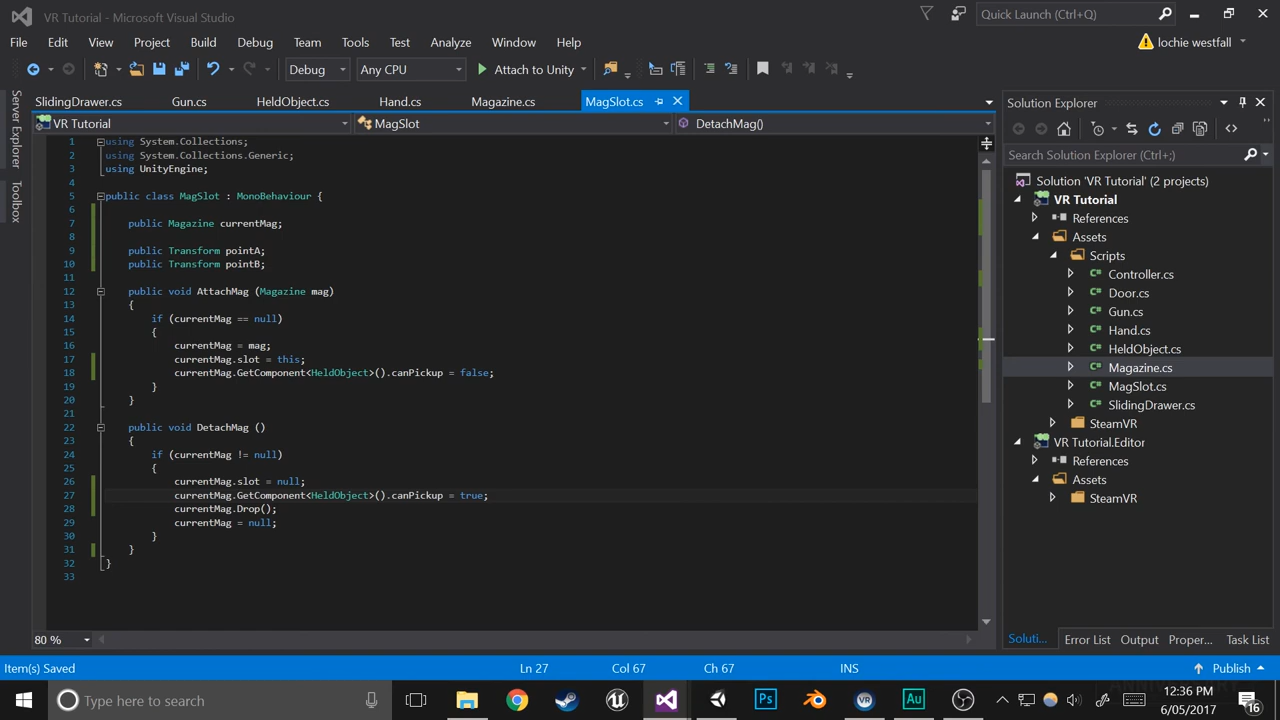 VR Tutorial - Microsoft Visual Studio
Quick Launch (Ctrl+Q)
File Edit View Project Build Debug Team Tools Test Analyze Window Help
lochie westfall
Debug Any CPU Attach to Unity
Server Explorer
Toolbox
SlidingDrawer.cs Gun.cs HeldObject.cs Hand.cs Magazine.cs MagSlot.cs
VR Tutorial MagSlot DetachMag()
1 using System.Collections;
2 using System.Collections.Generic;
3 using UnityEngine;
4
5 public class MagSlot : MonoBehaviour {
6
7 public Magazine currentMag;
8
9 public Transform pointA;
10 public Transform pointB;
11
12 public void AttachMag (Magazine mag)
13 {
14 if (currentMag == null)
15 {
16 currentMag = mag;
17 currentMag.slot = this;
18 currentMag.GetComponent<HeldObject>().canPickup = false;
19 }
20 }
21
22 public void DetachMag ()
23 {
24 if (currentMag != null)
25 {
26 currentMag.slot = null;
27 currentMag.GetComponent<HeldObject>().canPickup = true;
28 currentMag.Drop();
29 currentMag = null;
30 }
31 }
32 }
33
80 %
Solution Explorer
Search Solution Explorer (Ctrl+;)
Solution 'VR Tutorial' (2 projects)
VR Tutorial
References
Assets
Scripts
Controller.cs
Door.cs
Gun.cs
Hand.cs
HeldObject.cs
Magazine.cs
MagSlot.cs
SlidingDrawer.cs
SteamVR
VR Tutorial.Editor
References
Assets
SteamVR
Soluti... Error List Output Proper... Task List
Item(s) Saved Ln 27 Col 67 Ch 67 INS Publish
Type here to search
12:36 PM
6/05/2017
16